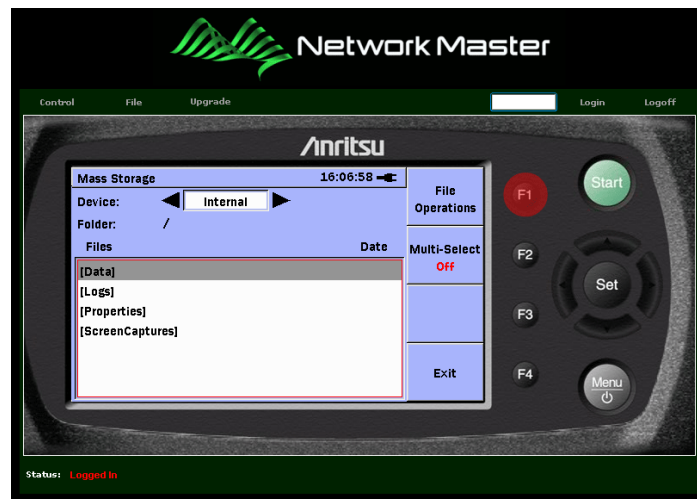 Network Master
Control File Upgrade Login Logoff
Anritsu
Mass Storage 16:06:58
Device: Internal
Folder: /
Files Date
[Data]
[Logs]
[Properties]
[ScreenCaptures]
File Operations
Multi-Select
Off
Exit
F1
F2
F3
F4
Start
Set
Menu
Status: Logged In